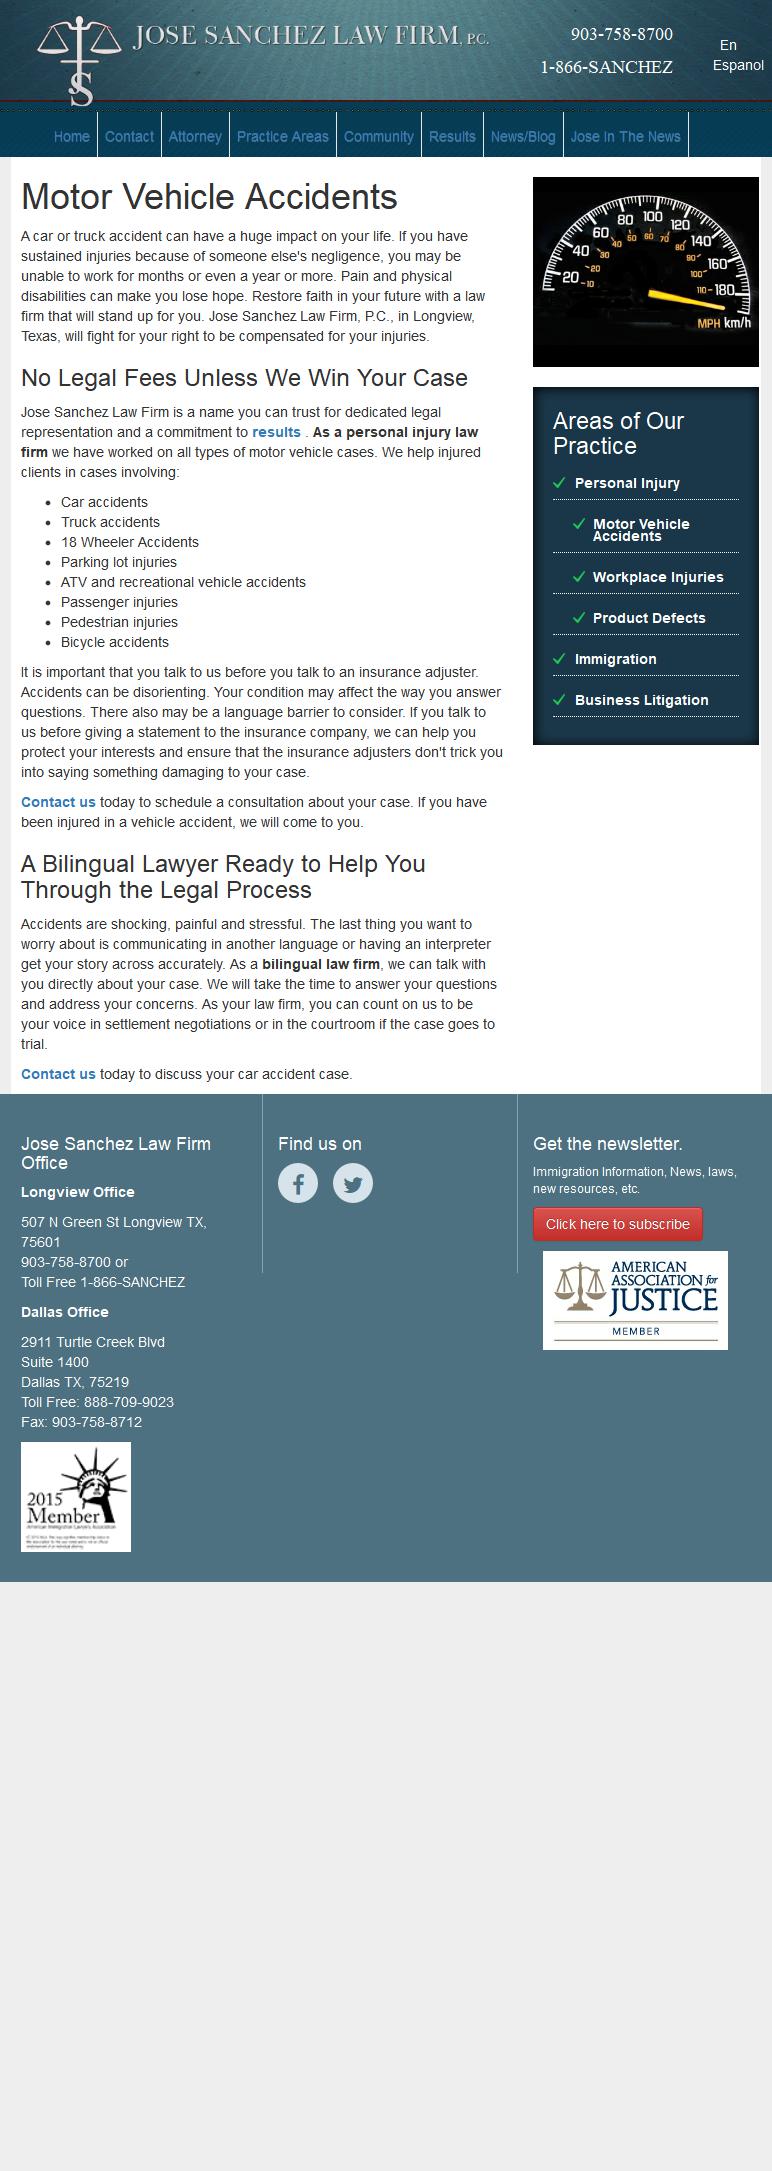 JOSE SANCHEZ LAW FIRM, P.C.
903-758-8700
1-866-SANCHEZ
En
Espanol
JS
Home
Contact
Attorney
Practice Areas
Community
Results
News/Blog
Jose In The News
Motor Vehicle Accidents
A car or truck accident can have a huge impact on your life. If you have
sustained injuries because of someone else's negligence, you may be
unable to work for months or even a year or more. Pain and physical
disabilities can make you lose hope. Restore faith in your future with a law
firm that will stand up for you. Jose Sanchez Law Firm, P.C., in Longview,
Texas, will fight for your right to be compensated for your injuries.
No Legal Fees Unless We Win Your Case
Jose Sanchez Law Firm is a name you can trust for dedicated legal
representation and a commitment to results . As a personal injury law
firm we have worked on all types of motor vehicle cases. We help injured
clients in cases involving:
Car accidents
Truck accidents
18 Wheeler Accidents
Parking lot injuries
ATV and recreational vehicle accidents
Passenger injuries
Pedestrian injuries
Bicycle accidents
It is important that you talk to us before you talk to an insurance adjuster.
Accidents can be disorienting. Your condition may affect the way you answer
questions. There also may be a language barrier to consider. If you talk to
us before giving a statement to the insurance company, we can help you
protect your interests and ensure that the insurance adjusters don't trick you
into saying something damaging to your case.
Contact us today to schedule a consultation about your case. If you have
been injured in a vehicle accident, we will come to you.
A Bilingual Lawyer Ready to Help You
Through the Legal Process
Accidents are shocking, painful and stressful. The last thing you want to
worry about is communicating in another language or having an interpreter
get your story across accurately. As a bilingual law firm, we can talk with
you directly about your case. We will take the time to answer your questions
and address your concerns. As your law firm, you can count on us to be
your voice in settlement negotiations or in the courtroom if the case goes to
trial.
Contact us today to discuss your car accident case.
20 40 60 80 100 120 140 160 180
10 20 30 40 50 60 70 80 90 100 110
MPH km/h
Areas of Our
Practice
Personal Injury
Motor Vehicle
Accidents
Workplace Injuries
Product Defects
Immigration
Business Litigation
Jose Sanchez Law Firm
Office
Longview Office
507 N Green St Longview TX,
75601
903-758-8700 or
Toll Free 1-866-SANCHEZ
Dallas Office
2911 Turtle Creek Blvd
Suite 1400
Dallas TX, 75219
Toll Free: 888-709-9023
Fax: 903-758-8712
2015
Member
American Immigration Lawyers Association
Find us on
Get the newsletter.
Immigration Information, News, laws,
new resources, etc.
Click here to subscribe
AMERICAN
ASSOCIATION for
JUSTICE
MEMBER